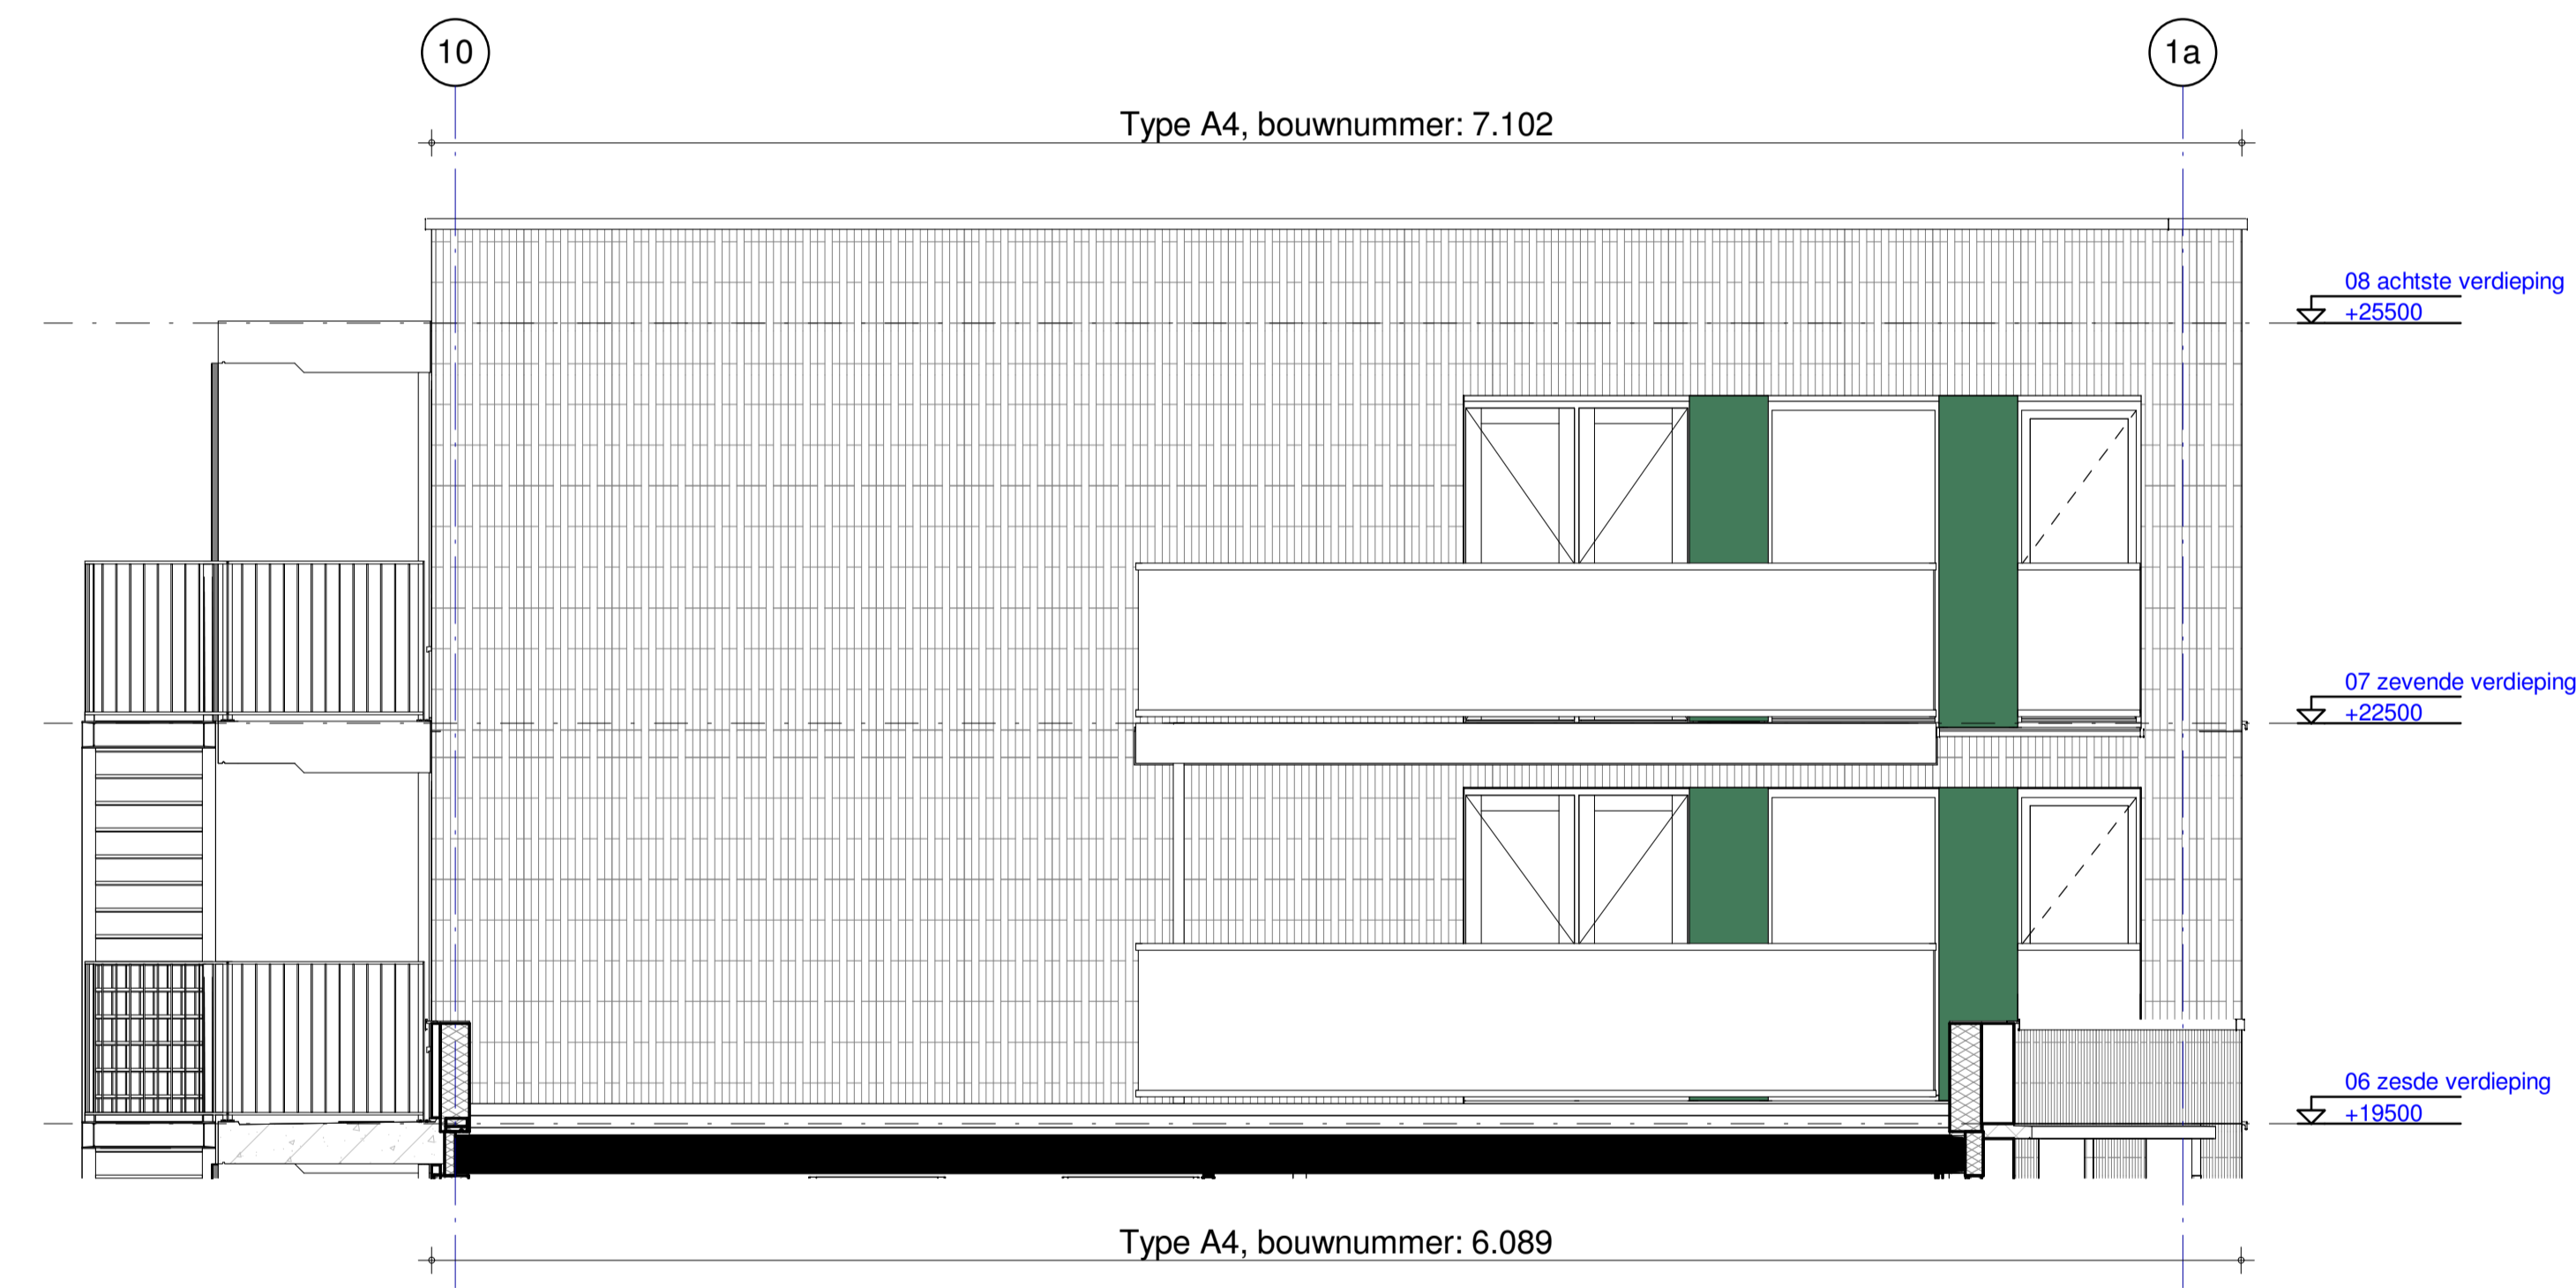 10
1a
Type A4, bouwnummer: 7.102
08 achtste verdieping
+25500
07 zevende verdieping
+22500
06 zesde verdieping
+19500
Type A4, bouwnummer: 6.089